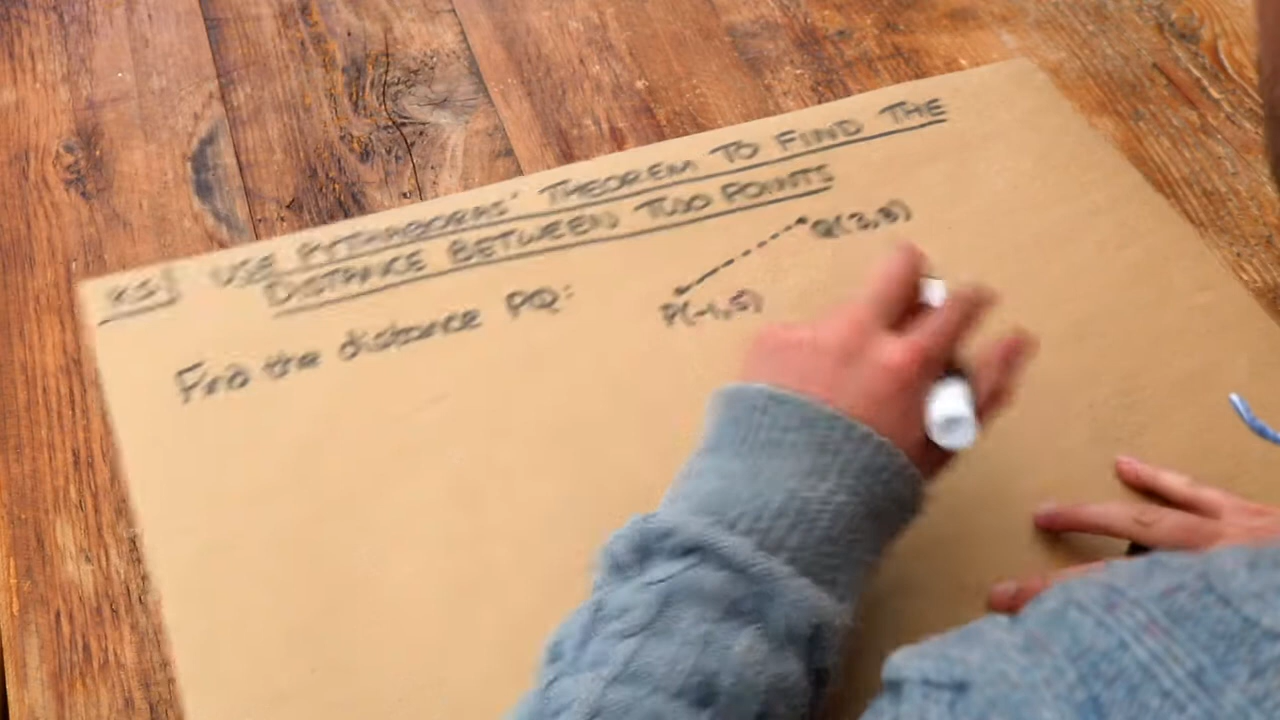 USE PYTHAGORAS' THEOREM TO FIND THE
DISTANCE BETWEEN TWO POINTS
Find the distance PQ:
Q(3,8)
P(-1,5)